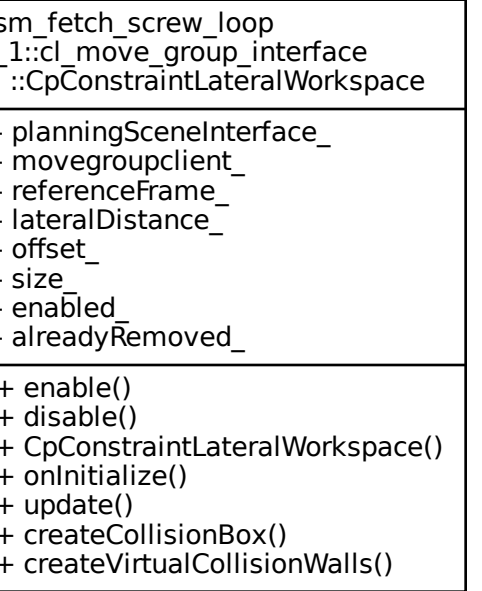 sm_fetch_screw_loop
_1::cl_move_group_interface
::CpConstraintLateralWorkspace
- planningSceneInterface_
- movegroupclient_
- referenceFrame_
- lateralDistance_
- offset_
- size_
- enabled_
- alreadyRemoved_
+ enable()
+ disable()
+ CpConstraintLateralWorkspace()
+ onInitialize()
+ update()
+ createCollisionBox()
+ createVirtualCollisionWalls()